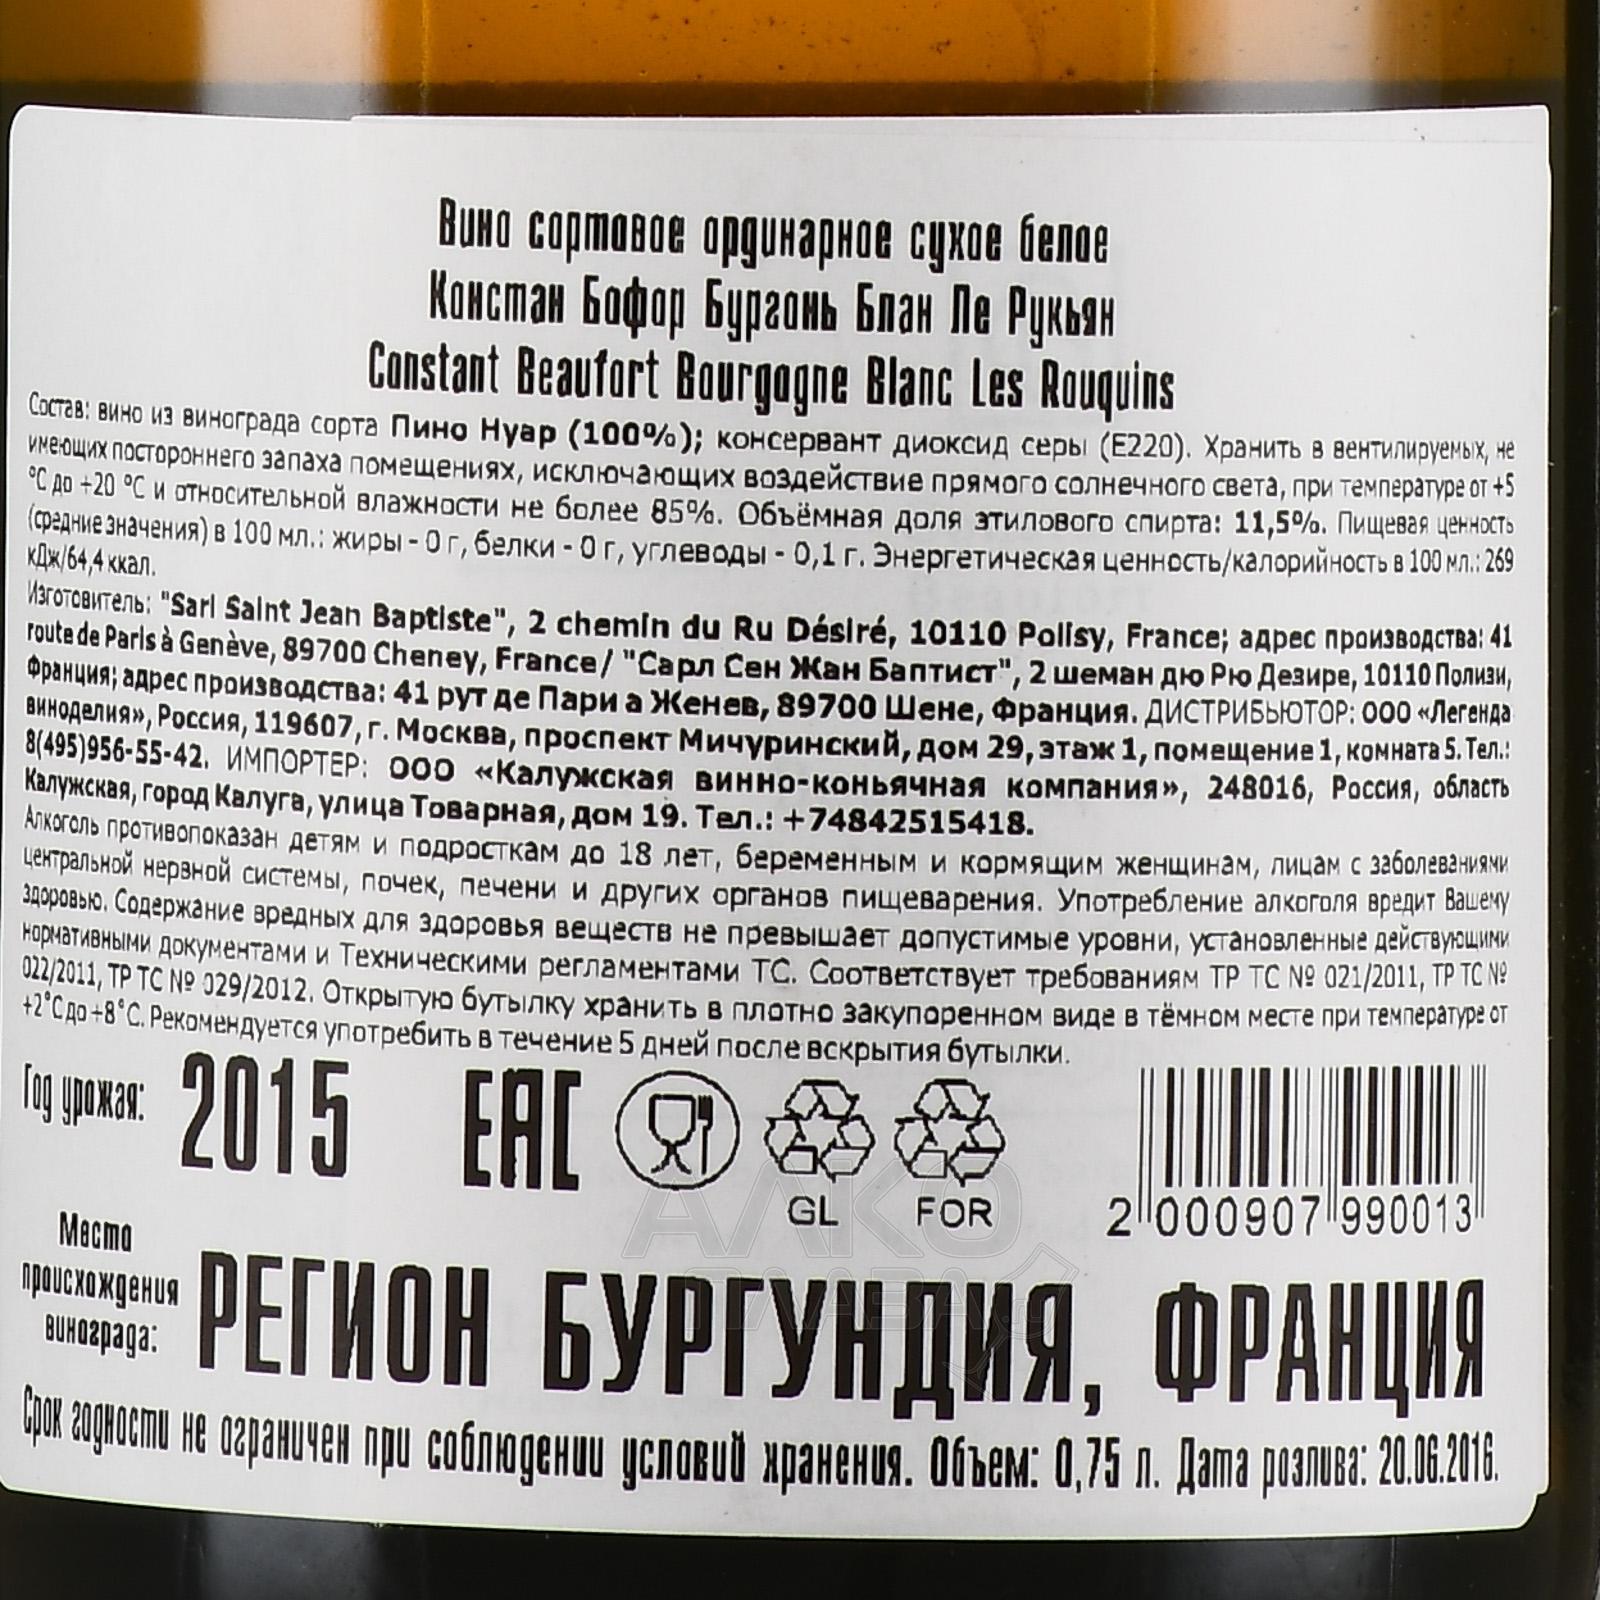 Вино сортовое ординарное сухое белое
Констан Бофор Бургонь Блан Ле Рукьян
Constant Beaufort Bourgogne Blanc Les Rouquins
Состав: вино из винограда сорта Пино Нуар (100%); консервант диоксид серы (E220). Хранить в вентилируемых, не
имеющих постороннего запаха помещениях, исключающих воздействие прямого солнечного света, при температуре от +5
°C до +20 °C и относительной влажности не более 85%. Объёмная доля этилового спирта: 11,5%. Пищевая ценность
(средние значения) в 100 мл.: жиры - 0 г, белки - 0 г, углеводы - 0,1 г. Энергетическая ценность/калорийность в 100 мл.: 269
кДж/64,4 ккал.
Изготовитель: "Sarl Saint Jean Baptiste", 2 chemin du Ru Désiré, 10110 Polisy, France; адрес производства: 41
route de Paris à Genève, 89700 Cheney, France/ "Сарл Сен Жан Баптист", 2 шеман дю Рю Дезире, 10110 Полизи,
Франция; адрес производства: 41 рут де Пари а Женев, 89700 Шене, Франция. ДИСТРИБЬЮТОР: ООО «Легенда
виноделия», Россия, 119607, г. Москва, проспект Мичуринский, дом 29, этаж 1, помещение 1, комната 5. Тел.:
8(495)956-55-42. ИМПОРТЕР: ООО «Калужская винно-коньячная компания», 248016, Россия, область
Калужская, город Калуга, улица Товарная, дом 19. Тел.: +74842515418.
Алкоголь противопоказан детям и подросткам до 18 лет, беременным и кормящим женщинам, лицам с заболеваниями
центральной нервной системы, почек, печени и других органов пищеварения. Употребление алкоголя вредит Вашему
здоровью. Содержание вредных для здоровья веществ не превышает допустимые уровни, установленные действующими
нормативными документами и Техническими регламентами ТС. Соответствует требованиям ТР ТС № 021/2011, ТР ТС №
022/2011, ТР ТС № 029/2012. Открытую бутылку хранить в плотно закупоренном виде в тёмном месте при температуре от
+2°C до +8°C. Рекомендуется употребить в течение 5 дней после вскрытия бутылки.
Год урожая: 2015 EAC
GL FOR
2 000907 990013
АЛКО
ПЛАЗА
Место
происхождения
винограда:
РЕГИОН БУРГУНДИЯ, ФРАНЦИЯ
Срок годности не ограничен при соблюдении условий хранения. Объем: 0,75 л. Дата розлива: 20.06.2016.